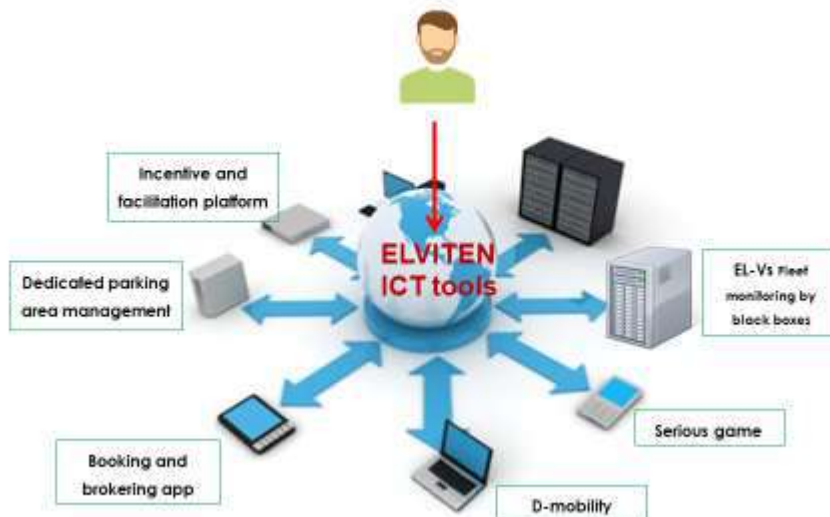 Incentive and
facilitation platform
ELVITEN
ICT tools
Dedicated parking
area management
EL-Vs Fleet
monitoring by
black boxes
Serious game
Booking and
brokering app
D-mobility